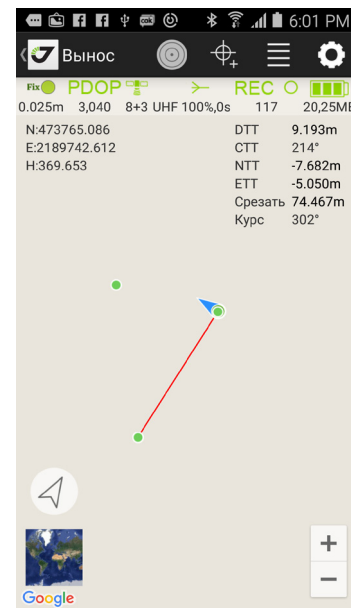 6:01 PM
Вынос
Fix PDOP REC
0.025m 3,040 8+3 UHF 100%,0s 117 20,25МБ
N:473765.086 DTT 9.193m
E:2189742.612 CTT 214°
H:369.653 NTT -7.682m
ETT -5.050m
Срезать 74.467m
Курс 302°
+
−
Google